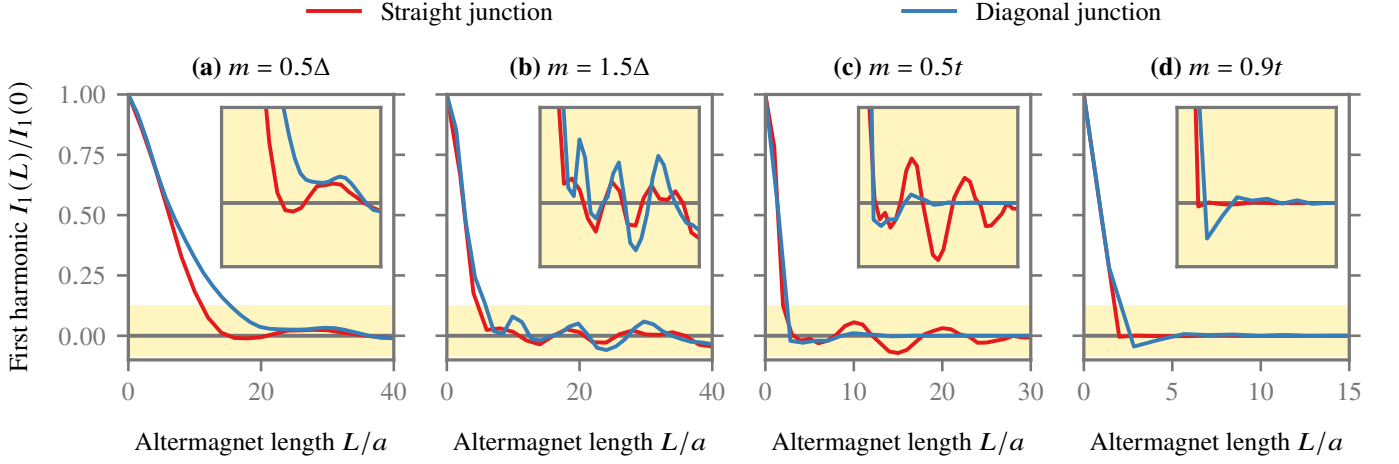 Straight junction Diagonal junction
(a) m = 0.5Δ (b) m = 1.5Δ (c) m = 0.5t (d) m = 0.9t
First harmonic I₁(L)/I₁(0)
1.00
0.75
0.50
0.25
0.00
0 20 40 0 20 40 0 10 20 30 0 5 10 15
Altermagnet length L/a Altermagnet length L/a Altermagnet length L/a Altermagnet length L/a